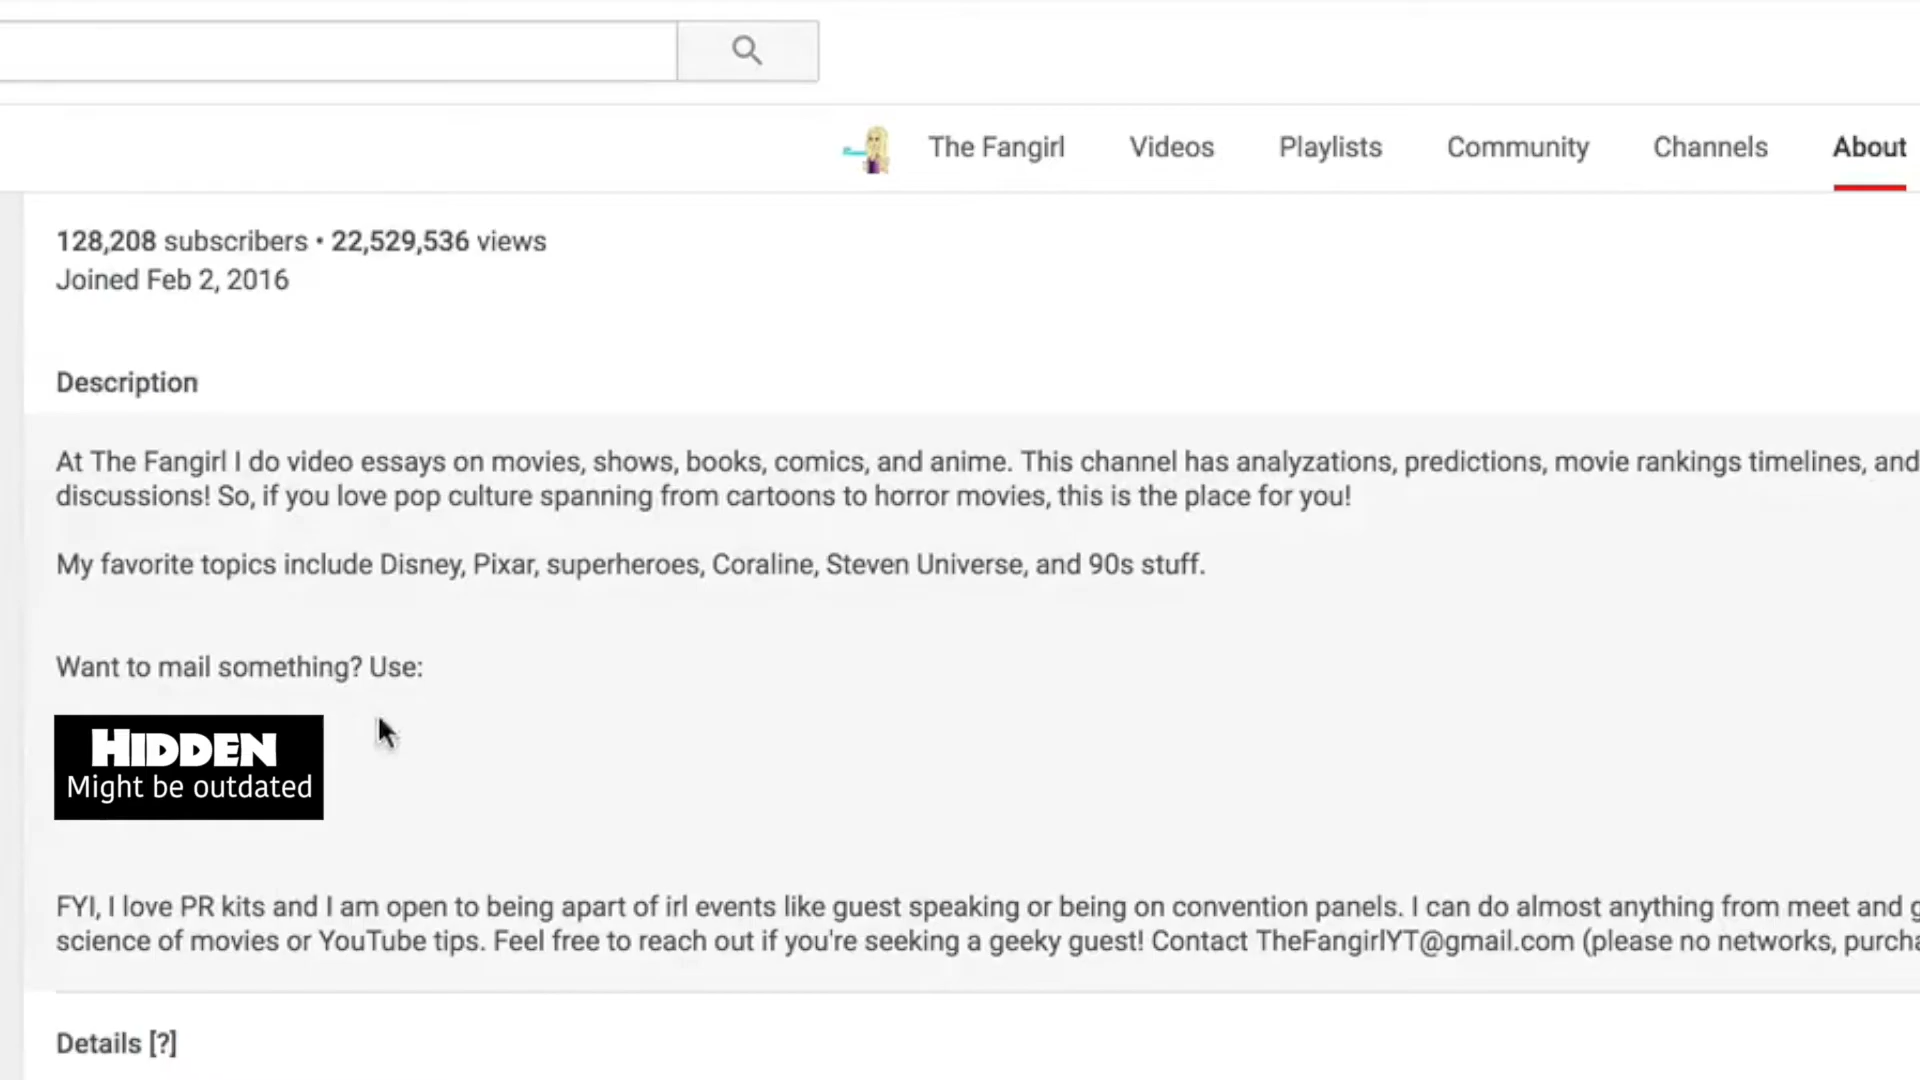 The Fangirl Videos Playlists Community Channels About
128,208 subscribers • 22,529,536 views
Joined Feb 2, 2016
Description
At The Fangirl I do video essays on movies, shows, books, comics, and anime. This channel has analyzations, predictions, movie rankings timelines, and
discussions! So, if you love pop culture spanning from cartoons to horror movies, this is the place for you!
My favorite topics include Disney, Pixar, superheroes, Coraline, Steven Universe, and 90s stuff.
Want to mail something? Use:
HIDDEN
Might be outdated
FYI, I love PR kits and I am open to being apart of irl events like guest speaking or being on convention panels. I can do almost anything from meet and
science of movies or YouTube tips. Feel free to reach out if you're seeking a geeky guest! Contact TheFangirlYT@gmail.com (please no networks,
Details [?]